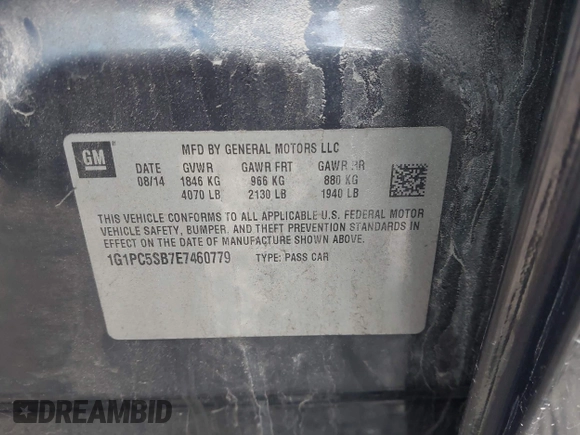 GM
MFD BY GENERAL MOTORS LLC
DATE GVWR GAWR FRT GAWR RR
08/14 1846 KG 966 KG 880 KG
4070 LB 2130 LB 1940 LB
THIS VEHICLE CONFORMS TO ALL APPLICABLE U.S. FEDERAL MOTOR
VEHICLE SAFETY, BUMPER, AND THEFT PREVENTION STANDARDS
IN EFFECT ON THE DATE OF MANUFACTURE SHOWN ABOVE.
1G1PC5SB7E7460779 TYPE: PASS CAR
DREAMBID